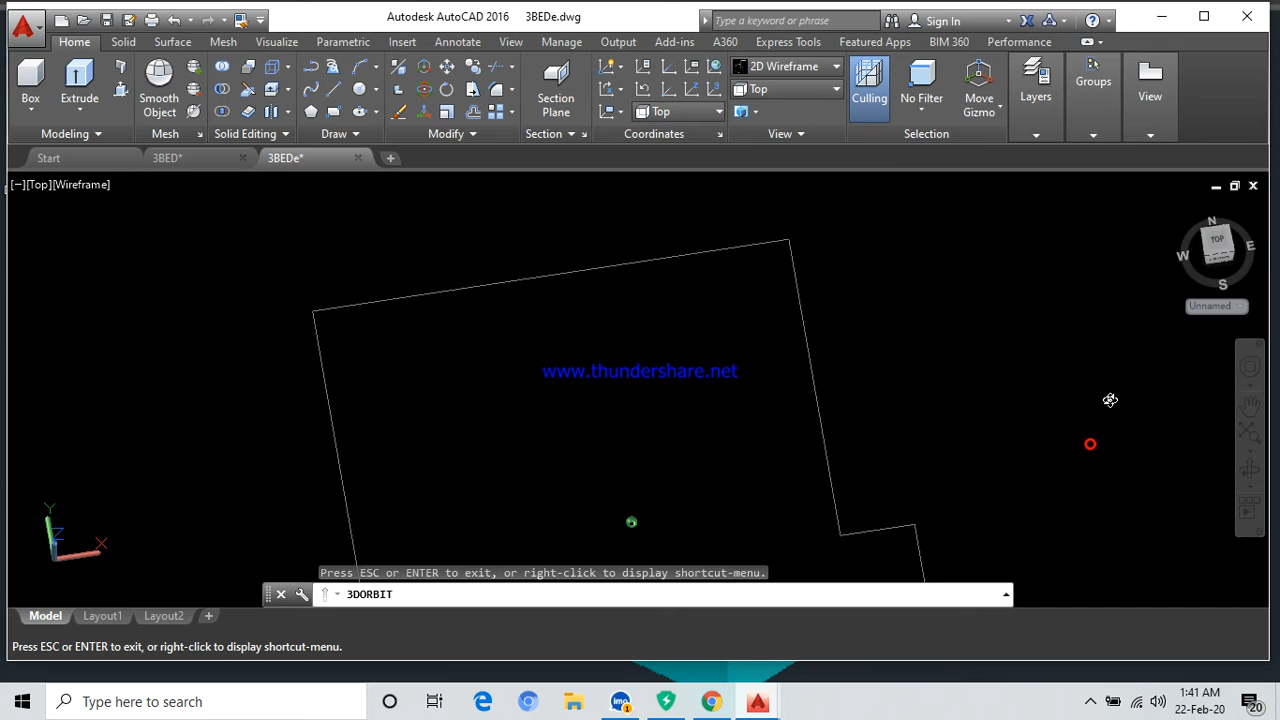 Autodesk AutoCAD 2016 3BEDe.dwg
Type a keyword or phrase
Sign In
Home Solid Surface Mesh Visualize Parametric Insert Annotate View Manage Output Add-ins A360 Express Tools Featured Apps BIM 360 Performance
Box
Extrude
Smooth
Object
Section
Plane
Top
2D Wireframe
Top
Culling
No Filter
Move
Gizmo
Layers
Groups
View
Modeling
Mesh
Solid Editing
Draw
Modify
Section
Coordinates
View
Selection
Start
3BED*
3BEDe*
[−][Top][Wireframe]
N
W
TOP
E
S
Unnamed
www.thundershare.net
Y
Z
X
Press ESC or ENTER to exit, or right-click to display shortcut-menu.
3DORBIT
Model Layout1 Layout2
Press ESC or ENTER to exit, or right-click to display shortcut-menu.
Type here to search
imo
1
1:41 AM
22-Feb-20
20